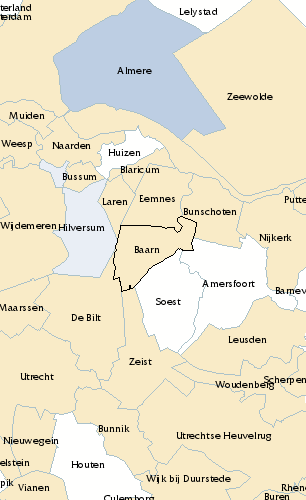 terland
Lelystad
terdam
Almere
Zeewolde
Muiden
Weesp
Naarden
Huizen
Blaricum
Bussum
Laren
Eemnes
Putte
Bunschoten
Wijdemeren
Hilversum
Nijkerk
Baarn
Amersfoort
Barnev
Soest
Maarssen
De Bilt
Leusden
Zeist
Utrecht
Woudenberg
Scherpen
Bunnik
Nieuwegein
Utrechtse Heuvelrug
elstein
Houten
pik
Vianen
Wijk bij Duurstede
Rhene
Culemborg
Buren